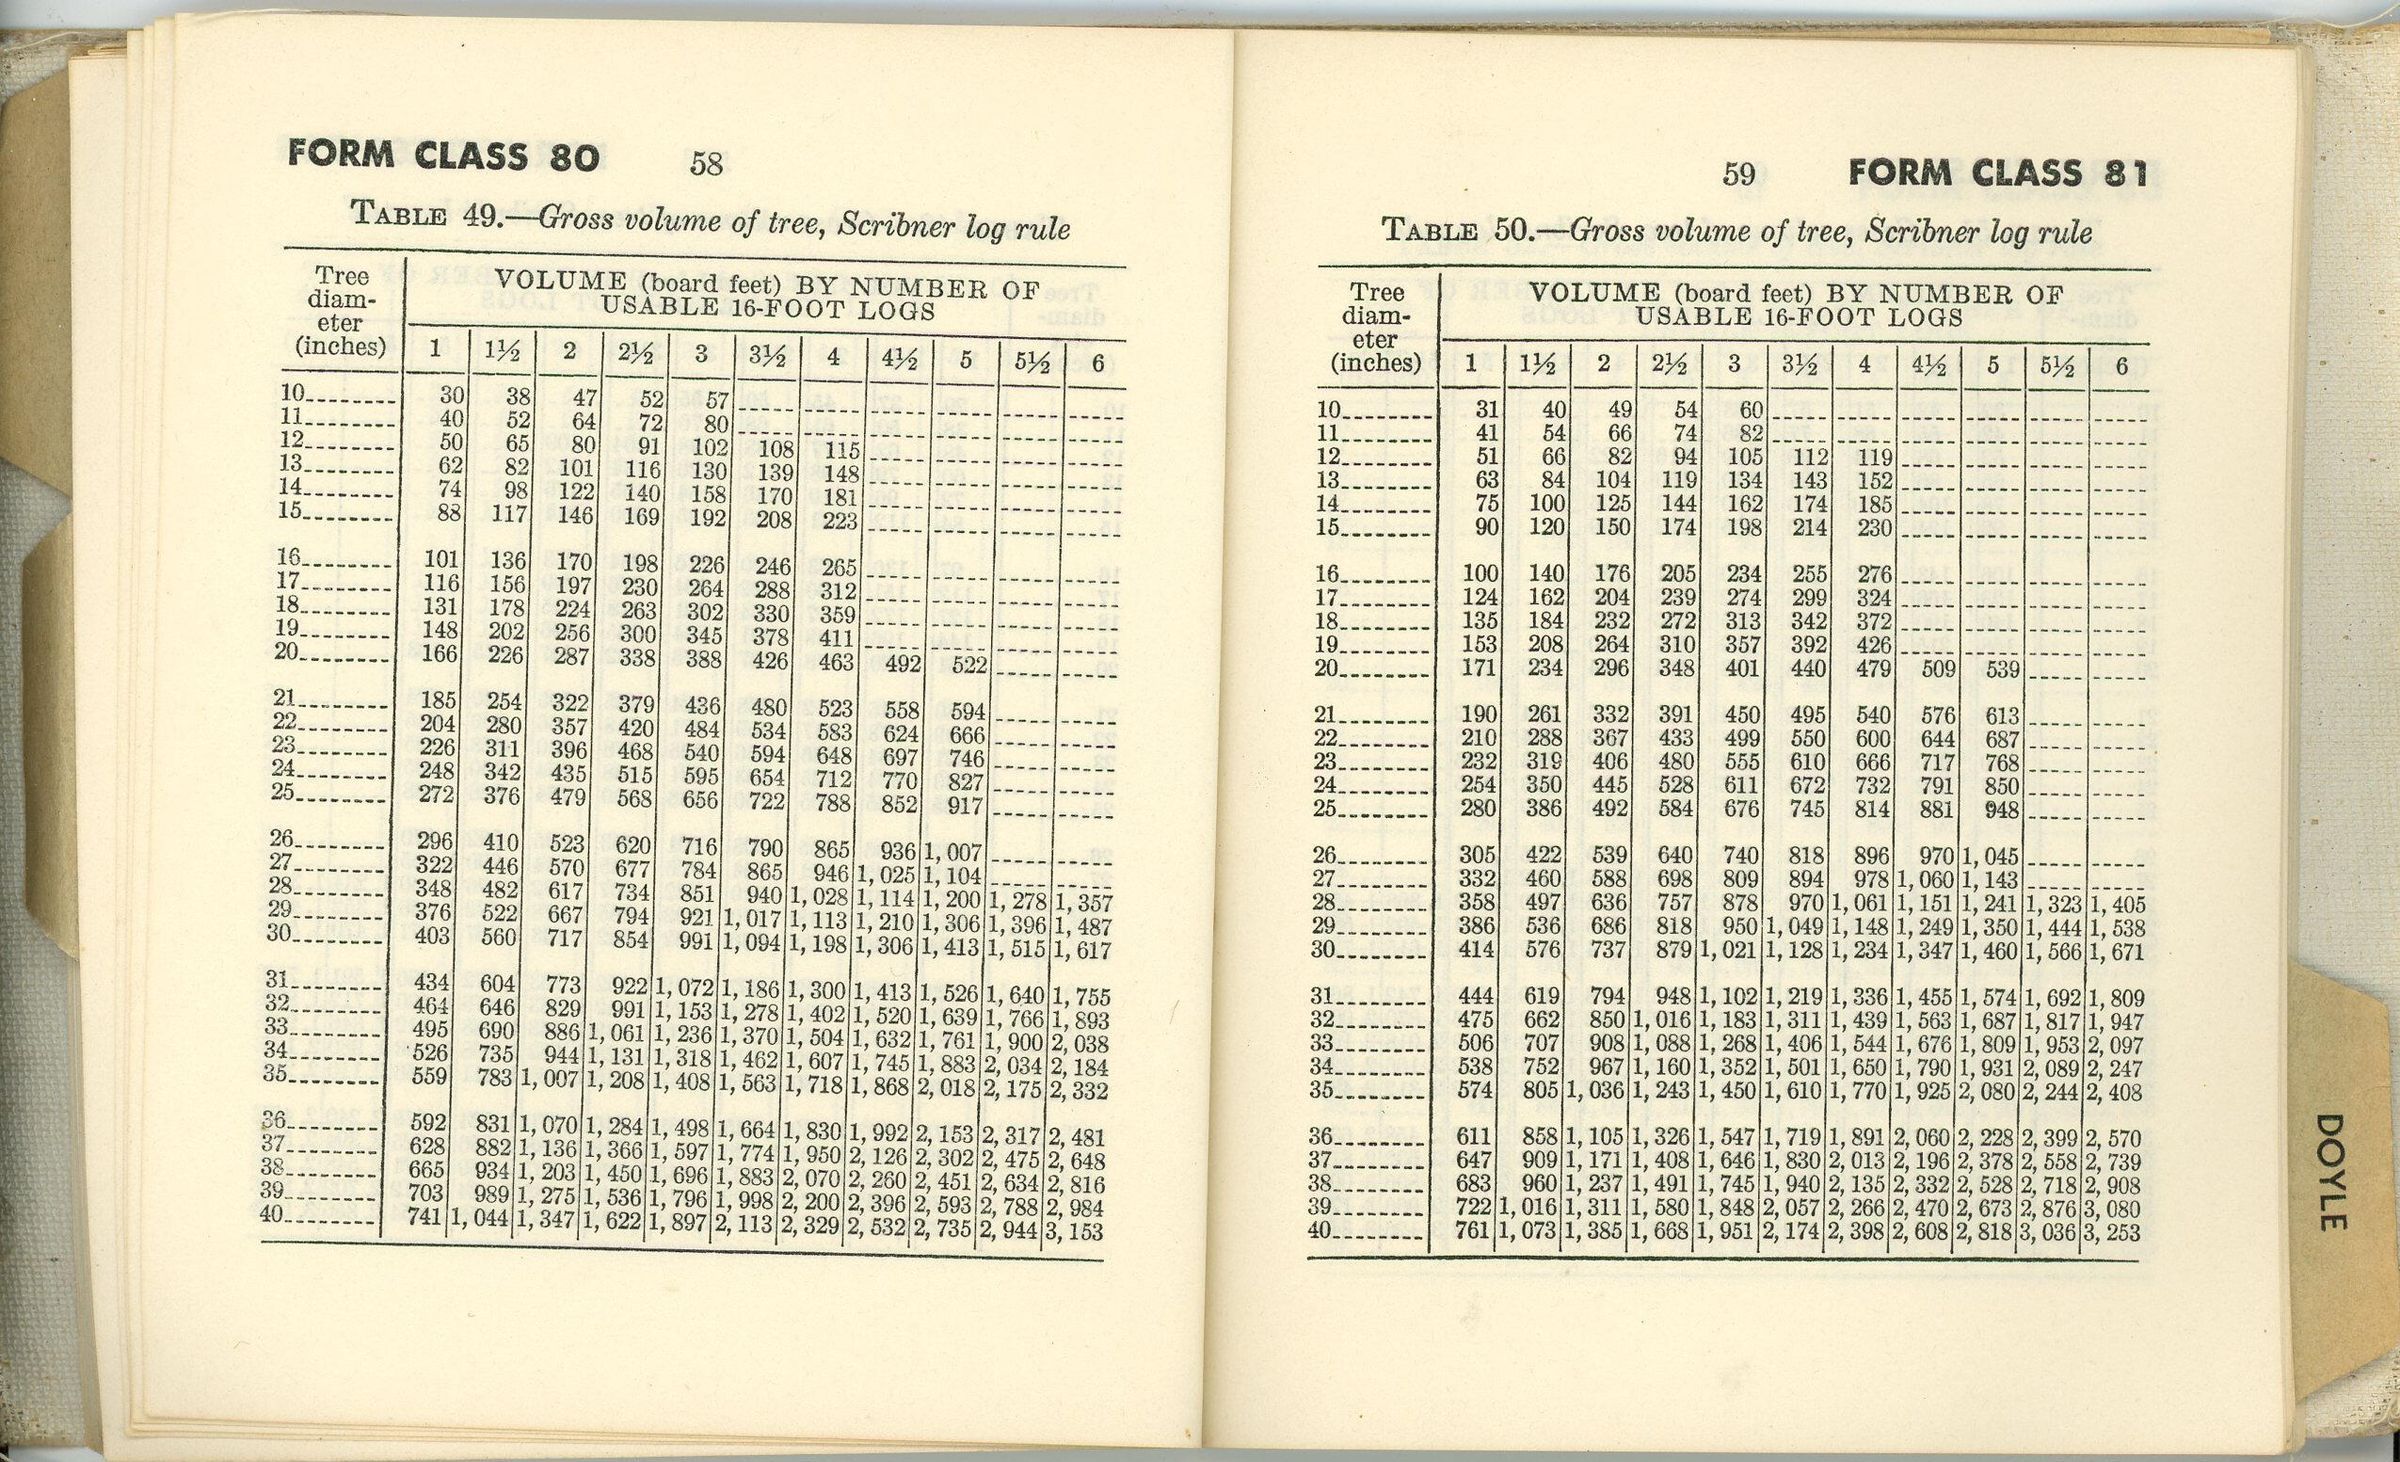 FORM CLASS 80 58
TABLE 49.—Gross volume of tree, Scribner log rule
Tree diam-eter (inches) VOLUME (board feet) BY NUMBER OF
USABLE 16-FOOT LOGS
1 1½ 2 2½ 3 3½ 4 4½ 5 5½ 6
10 30 38 47 52 57
11 40 52 64 72 80
12 50 65 80 91 102 108 115
13 62 82 101 116 130 139 148
14 74 98 122 140 158 170 181
15 88 117 146 169 192 208 223
16 101 136 170 198 226 246 265
17 116 156 197 230 264 288 312
18 131 178 224 263 302 330 359
19 148 202 256 300 345 378 411
20 166 226 287 338 388 426 463 492 522
21 185 254 322 379 436 480 523 558 594
22 204 280 357 420 484 534 583 624 666
23 226 311 396 468 540 594 648 697 746
24 248 342 435 515 595 654 712 770 827
25 272 376 479 568 656 722 788 852 917
26 296 410 523 620 716 790 865 936 1,007
27 322 446 570 677 784 865 946 1,025 1,104
28 348 482 617 734 851 940 1,028 1,114 1,200 1,278 1,357
29 376 522 667 794 921 1,017 1,113 1,210 1,306 1,396 1,487
30 403 560 717 854 991 1,094 1,198 1,306 1,413 1,515 1,617
31 434 604 773 922 1,072 1,186 1,300 1,413 1,526 1,640 1,755
32 464 646 829 991 1,153 1,278 1,402 1,520 1,639 1,766 1,893
33 495 690 886 1,061 1,236 1,370 1,504 1,632 1,761 1,900 2,038
34 526 735 944 1,131 1,318 1,462 1,607 1,745 1,883 2,034 2,184
35 559 783 1,007 1,208 1,408 1,563 1,718 1,868 2,018 2,175 2,332
36 592 831 1,070 1,284 1,498 1,664 1,830 1,992 2,153 2,317 2,481
37 628 882 1,136 1,366 1,597 1,774 1,950 2,126 2,302 2,475 2,648
38 665 934 1,203 1,450 1,696 1,883 2,070 2,260 2,451 2,634 2,816
39 703 989 1,275 1,536 1,796 1,998 2,200 2,396 2,593 2,788 2,984
40 741 1,044 1,347 1,622 1,897 2,113 2,329 2,532 2,735 2,944 3,153
59 FORM CLASS 81
TABLE 50.—Gross volume of tree, Scribner log rule
Tree diam-eter (inches) VOLUME (board feet) BY NUMBER OF
USABLE 16-FOOT LOGS
1 1½ 2 2½ 3 3½ 4 4½ 5 5½ 6
10 31 40 49 54 60
11 41 54 66 74 82
12 51 66 82 94 105 112 119
13 63 84 104 119 134 143 152
14 75 100 125 144 162 174 185
15 90 120 150 174 198 214 230
16 100 140 176 205 234 255 276
17 124 162 204 239 274 299 324
18 135 184 232 272 313 342 372
19 153 208 264 310 357 392 426
20 171 234 296 348 401 440 479 509 539
21 190 261 332 391 450 495 540 576 613
22 210 288 367 433 499 550 600 644 687
23 232 319 406 480 555 610 666 717 768
24 254 350 445 528 611 672 732 791 850
25 280 386 492 584 676 745 814 881 948
26 305 422 539 640 740 818 896 970 1,045
27 332 460 588 698 809 894 978 1,060 1,143
28 358 497 636 757 878 970 1,061 1,151 1,241 1,323 1,405
29 386 536 686 818 950 1,049 1,148 1,249 1,350 1,444 1,538
30 414 576 737 879 1,021 1,128 1,234 1,347 1,460 1,566 1,671
31 444 619 794 948 1,102 1,219 1,336 1,455 1,574 1,692 1,809
32 475 662 850 1,016 1,183 1,311 1,439 1,563 1,687 1,817 1,947
33 506 707 908 1,088 1,268 1,406 1,544 1,676 1,809 1,953 2,097
34 538 752 967 1,160 1,352 1,501 1,650 1,790 1,931 2,089 2,247
35 574 805 1,036 1,243 1,450 1,610 1,770 1,925 2,080 2,244 2,408
36 611 858 1,105 1,326 1,547 1,719 1,891 2,060 2,228 2,399 2,570
37 647 909 1,171 1,408 1,646 1,830 2,013 2,196 2,378 2,558 2,739
38 683 960 1,237 1,491 1,745 1,940 2,135 2,332 2,528 2,718 2,908
39 722 1,016 1,311 1,580 1,848 2,057 2,266 2,470 2,673 2,876 3,080
40 761 1,073 1,385 1,668 1,951 2,174 2,398 2,608 2,818 3,036 3,253
DOYLE